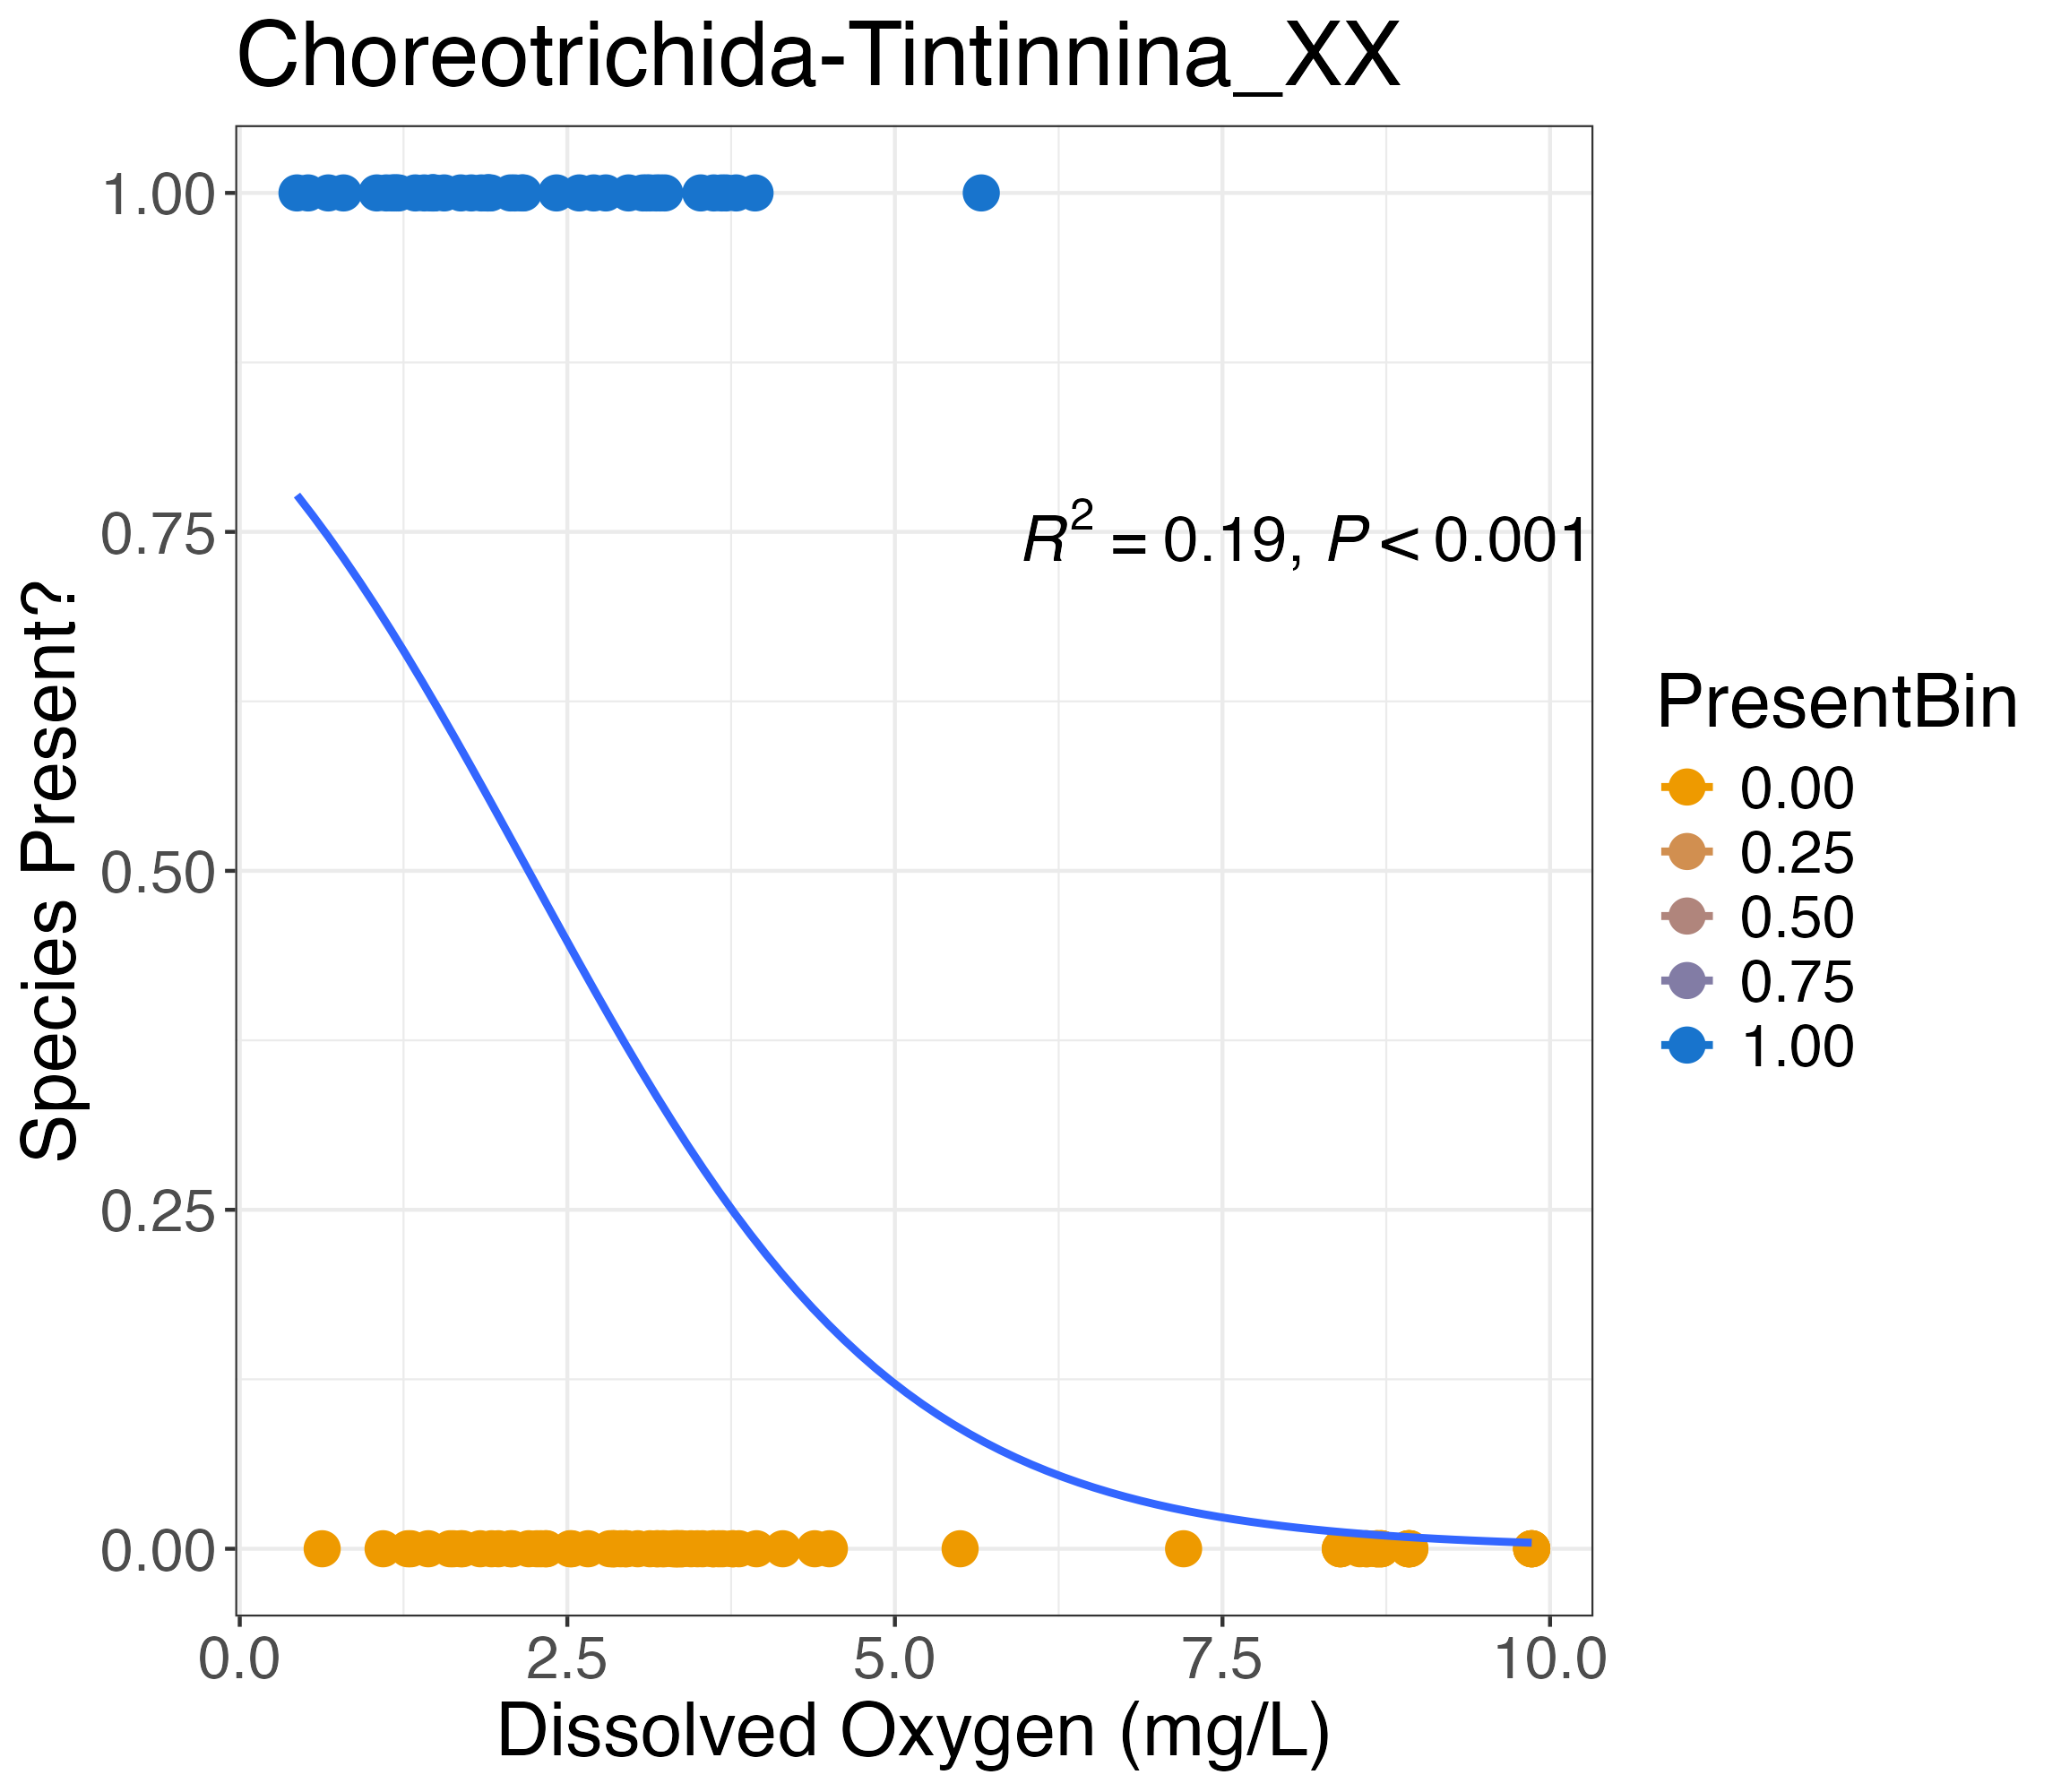 Choreotrichida-Tintinnina_XX
1.00
0.75
0.50
0.25
0.00
Species Present?
R² = 0.19, P < 0.001
0.0 2.5 5.0 7.5 10.0
Dissolved Oxygen (mg/L)
PresentBin
0.00
0.25
0.50
0.75
1.00